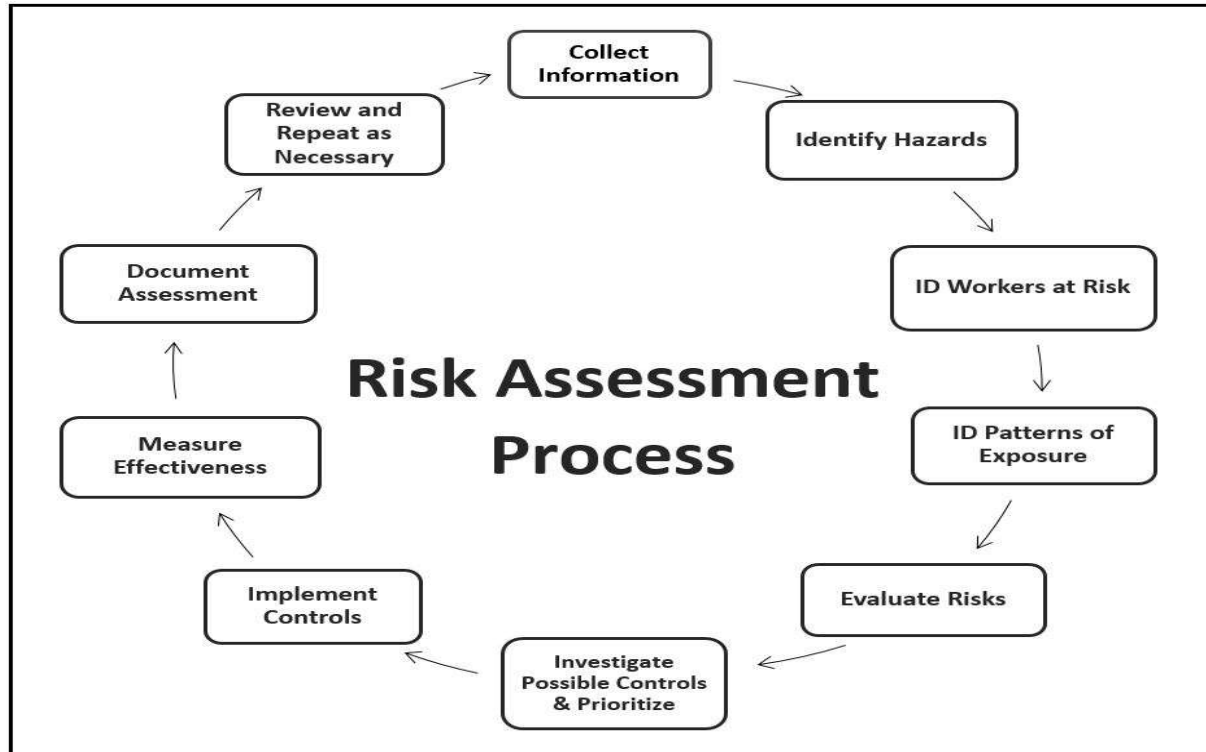 Collect
Information
Identify Hazards
ID Workers at Risk
ID Patterns of
Exposure
Evaluate Risks
Investigate
Possible Controls
& Prioritize
Implement
Controls
Measure
Effectiveness
Document
Assessment
Review and
Repeat as
Necessary
Risk Assessment
Process